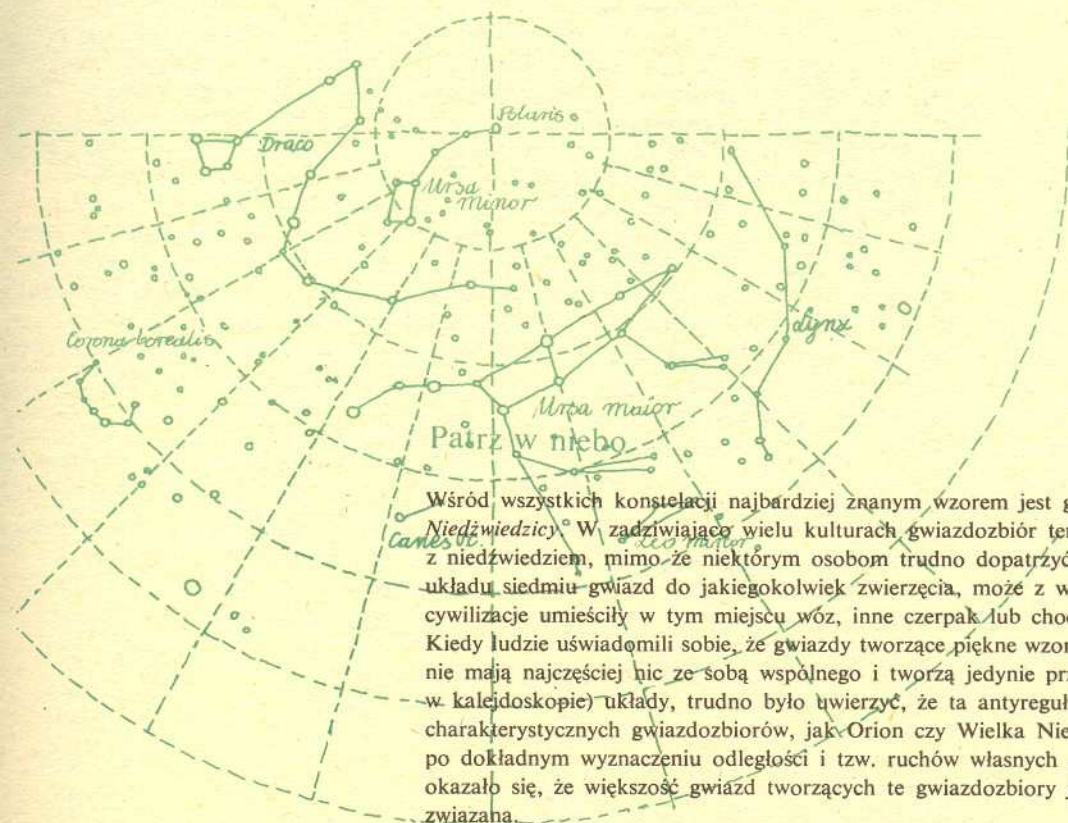 Polaris
Draco
Ursa
minor
Corona borealis
Lynx
Ursa maior
Patrz w niebo
Wśród wszystkich konstelacji najbardziej znanym wzorem jest g
Niedźwiedzicy. W zadziwiająco wielu kulturach gwiazdozbiór ter
Canes Ve. Leo minor
z niedźwiedziem, mimo że niektórym osobom trudno dopatrzyć
układu siedmiu gwiazd do jakiegokolwiek zwierzęcia, może z w
cywilizacje umieściły w tym miejscu wóz, inne czerpak lub choc
Kiedy ludzie uświadomili sobie, że gwiazdy tworzące piękne wzor
nie mają najczęściej nic ze sobą wspólnego i tworzą jedynie prz
w kalejdoskopie) układy, trudno było uwierzyć, że ta antyreguł
charakterystycznych gwiazdozbiorów, jak Orion czy Wielka Nie
po dokładnym wyznaczeniu odległości i tzw. ruchów własnych
okazało się, że większość gwiazd tworzących te gwiazdozbiory j
związana.